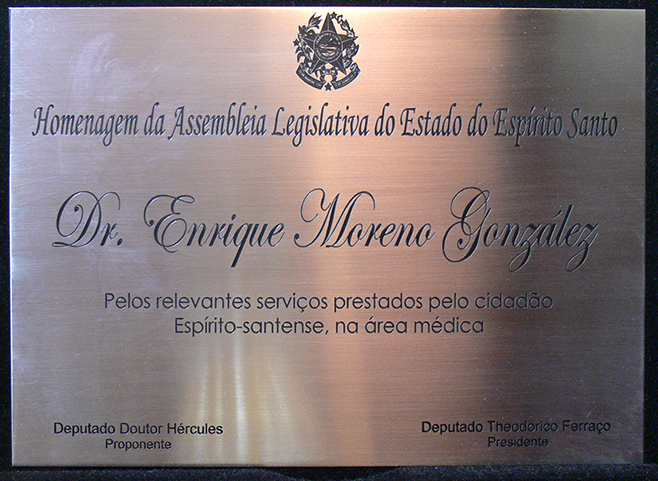 Homenagem da Assembleia Legislativa do Estado do Espírito Santo
Dr. Enrique Moreno González
Pelos relevantes serviços prestados pelo cidadão
Espírito-santense, na área médica
Deputado Doutor Hércules
Proponente
Deputado Theodorico Ferraço
Presidente